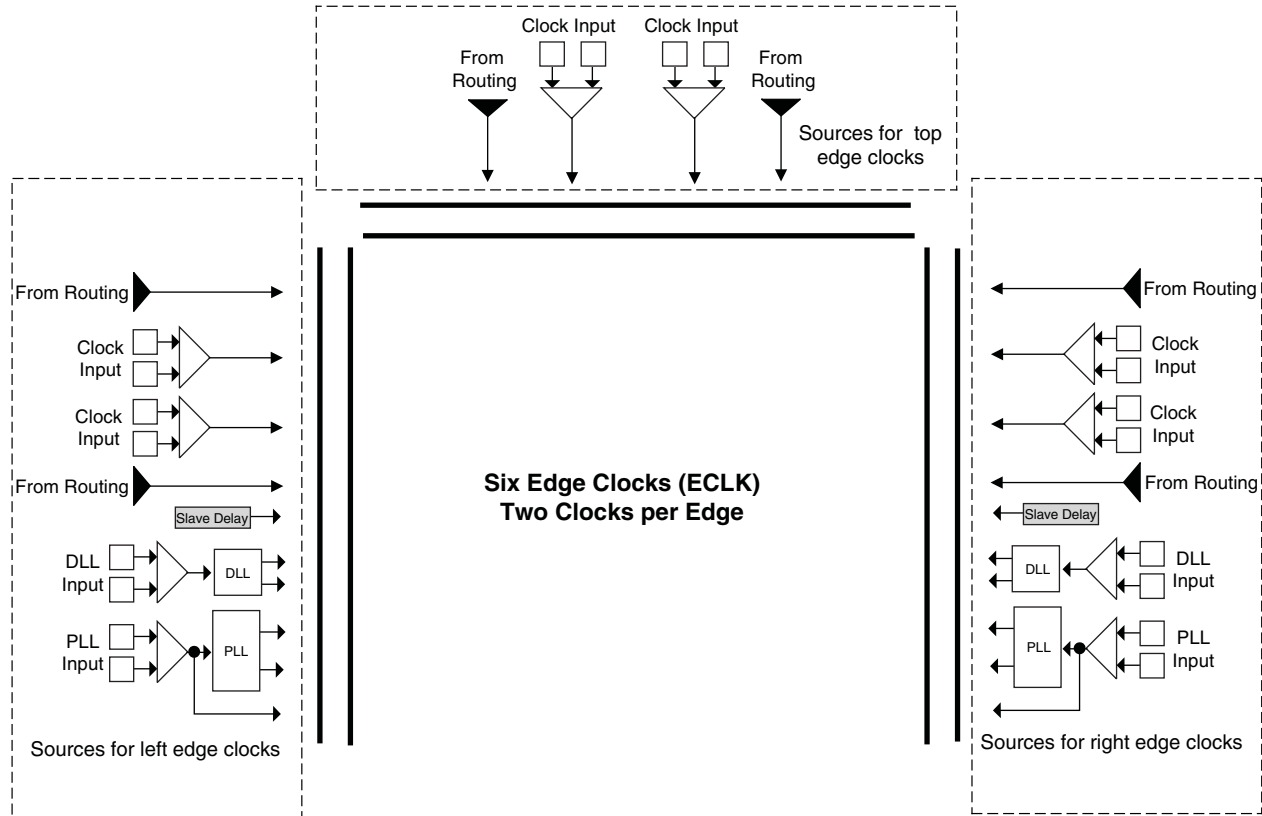 Clock Input
Clock Input
From
Routing
From
Routing
Sources for top
edge clocks
From Routing
Clock
Input
Clock
Input
From Routing
Slave Delay
DLL
Input
DLL
PLL
Input
PLL
Sources for left edge clocks
Six Edge Clocks (ECLK)
Two Clocks per Edge
From Routing
Clock
Input
Clock
Input
From Routing
Slave Delay
DLL
DLL
Input
PLL
PLL
Input
Sources for right edge clocks